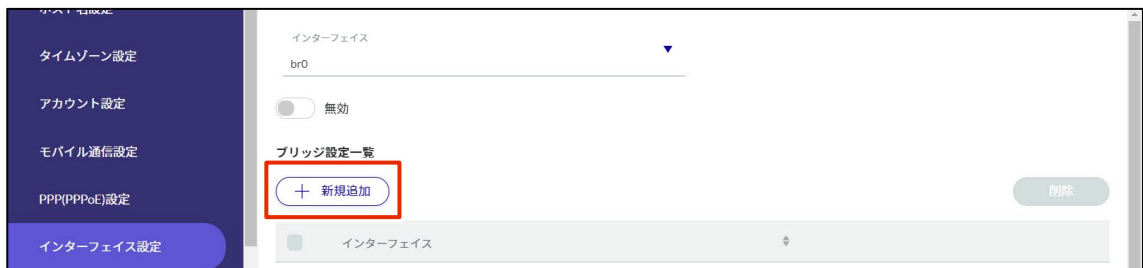 タイムゾーン設定
アカウント設定
モバイル通信設定
PPP(PPPoE)設定
インターフェイス設定
インターフェイス
br0
無効
ブリッジ設定一覧
新規追加
削除
インターフェイス